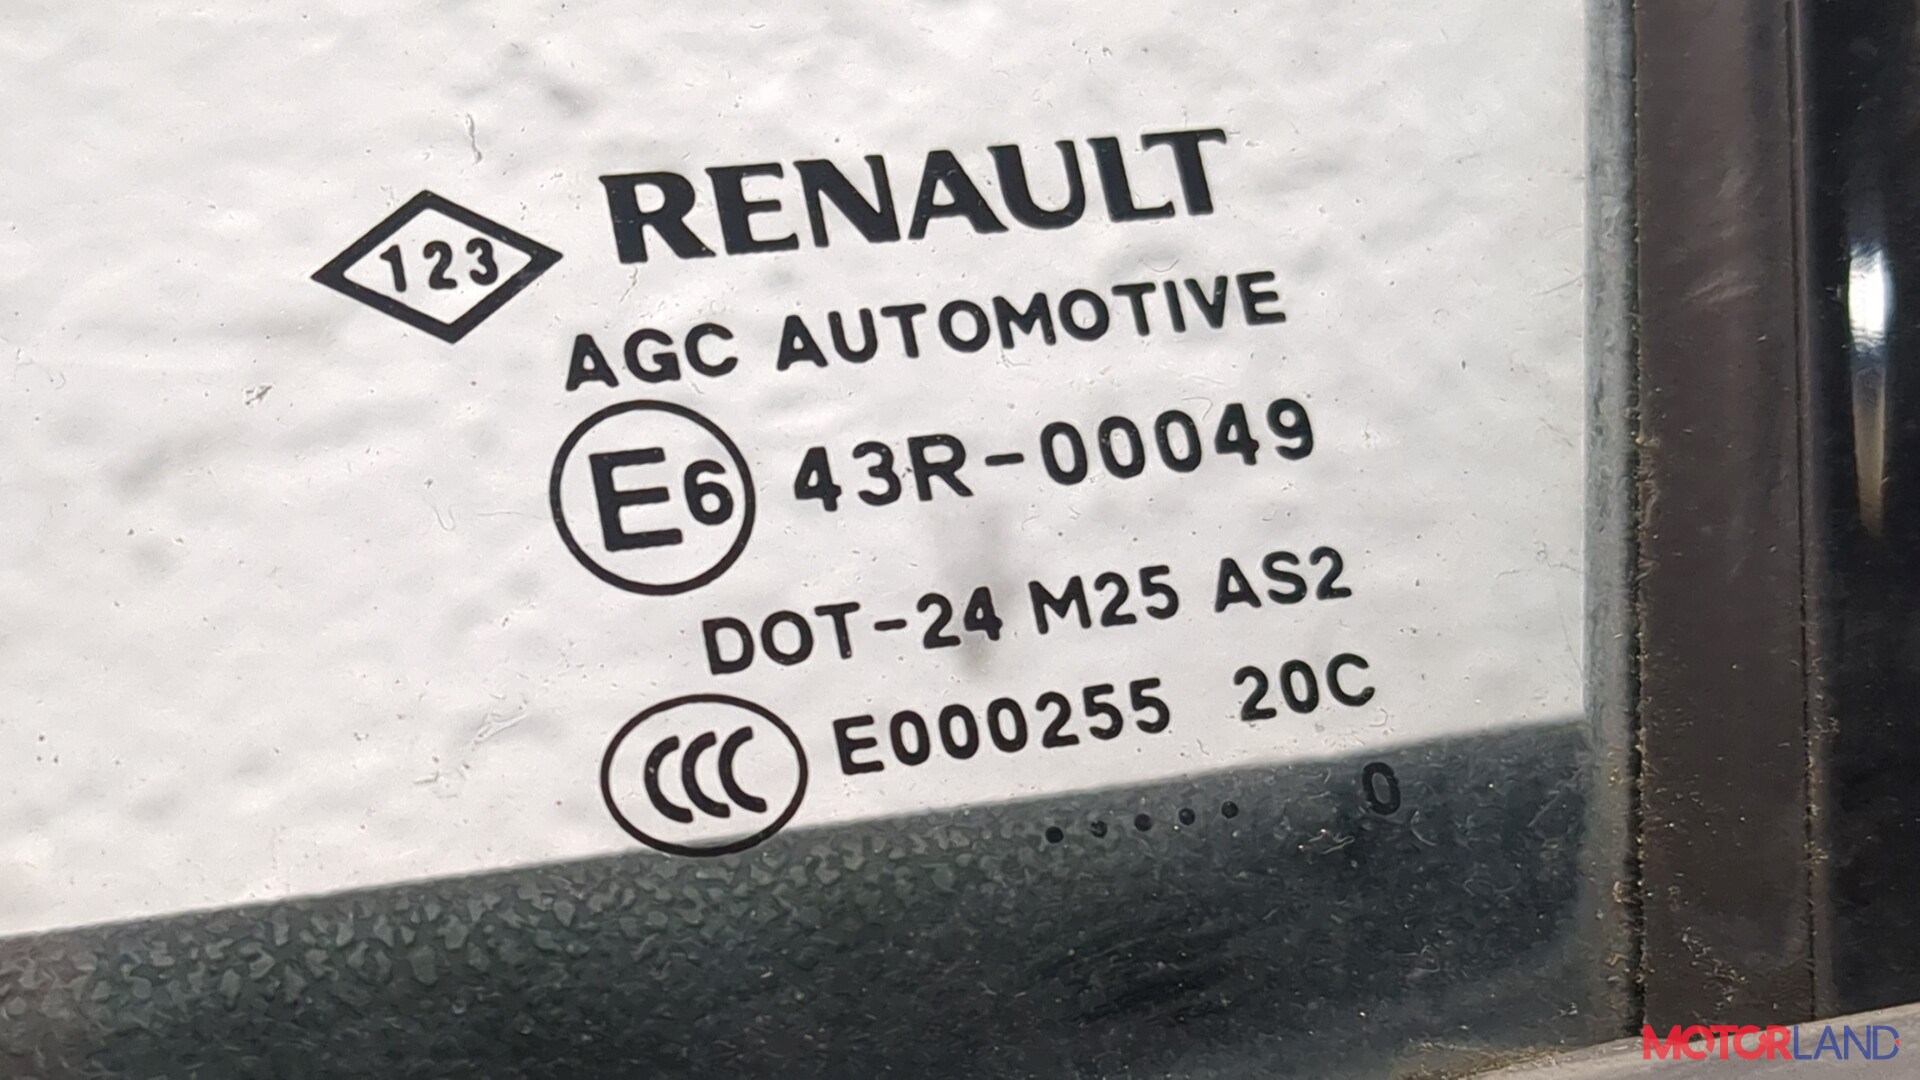 RENAULT
123
AGC AUTOMOTIVE
E6 43R-00049
DOT-24 M25 AS2
CCC E000255 20C
..... 0
MOTORLAND